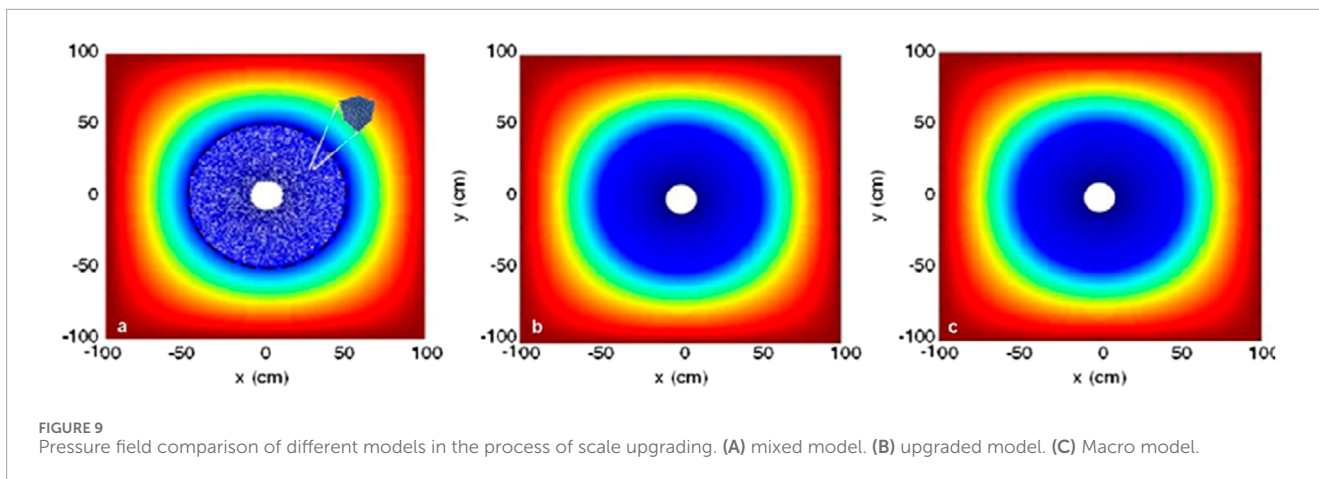 100
50
0
-50
-100
-100 -50 0 50 100
x (cm)
a
y (cm)
100
50
0
-50
-100
-100 -50 0 50 100
x (cm)
b
y (cm)
100
50
0
-50
-100
-100 -50 0 50 100
x (cm)
c
FIGURE 9
Pressure field comparison of different models in the process of scale upgrading. (A) mixed model. (B) upgraded model. (C) Macro model.